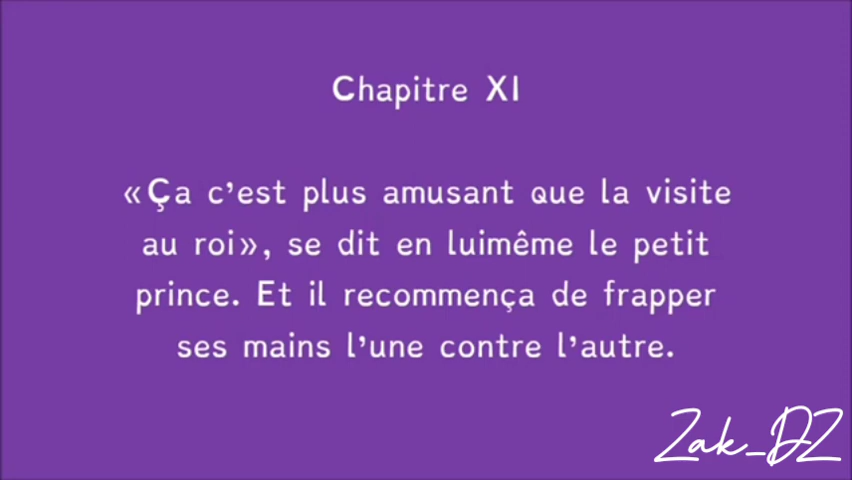 Chapitre XI
«Ça c’est plus amusant que la visite
au roi», se dit en luimême le petit
prince. Et il recommença de frapper
ses mains l’une contre l’autre.
Zak_DZ